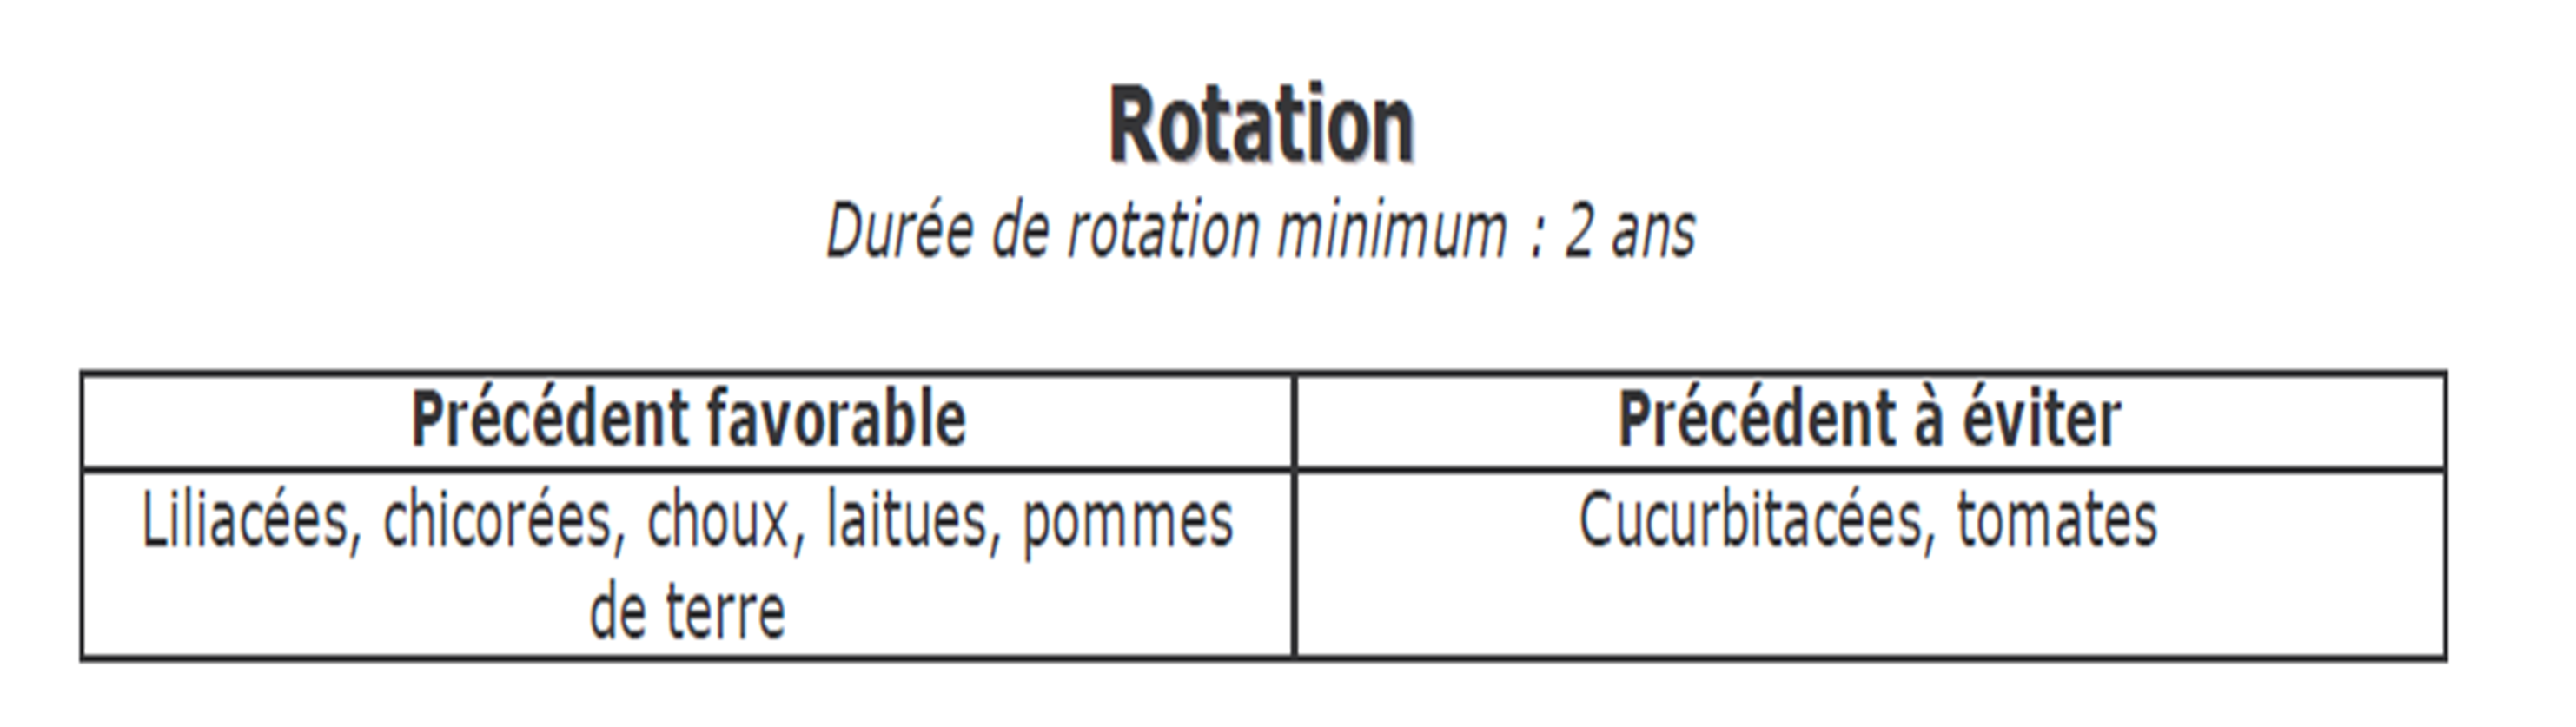 Rotation
Durée de rotation minimum : 2 ans
Précédent favorable
Précédent à éviter
Liliacées, chicorées, choux, laitues, pommes
de terre
Cucurbitacées, tomates